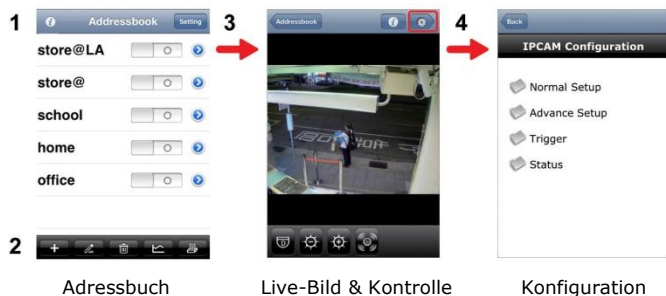 1
Addressbook
Setting
store@LA
store@
school
home
office
2
3
Addressbook
4
Back
IPCAM Configuration
Normal Setup
Advance Setup
Trigger
Status
Adressbuch
Live-Bild & Kontrolle
Konfiguration